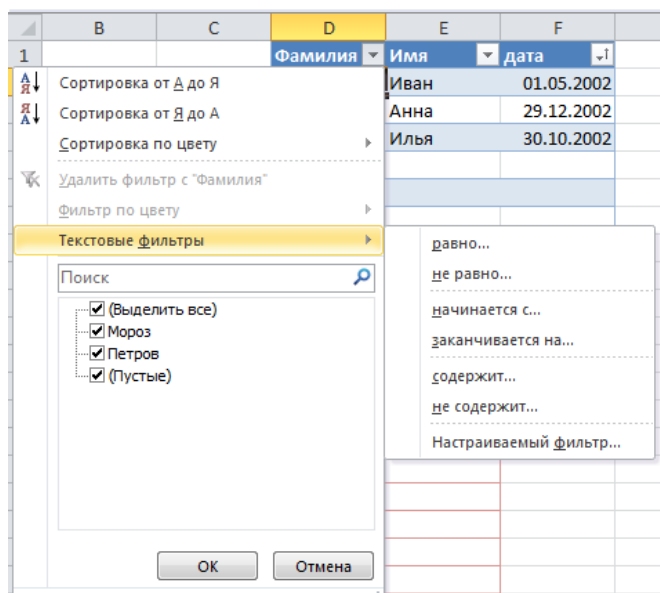 B C D E F
1 Фамилия Имя дата
Иван 01.05.2002
Анна 29.12.2002
Илья 30.10.2002
Сортировка от А до Я
Сортировка от Я до А
Сортировка по цвету
Удалить фильтр с "Фамилия"
Фильтр по цвету
Текстовые фильтры
Поиск
(Выделить все)
Мороз
Петров
(Пустые)
ОК Отмена
равно...
не равно...
начинается с...
заканчивается на...
содержит...
не содержит...
Настраиваемый фильтр...